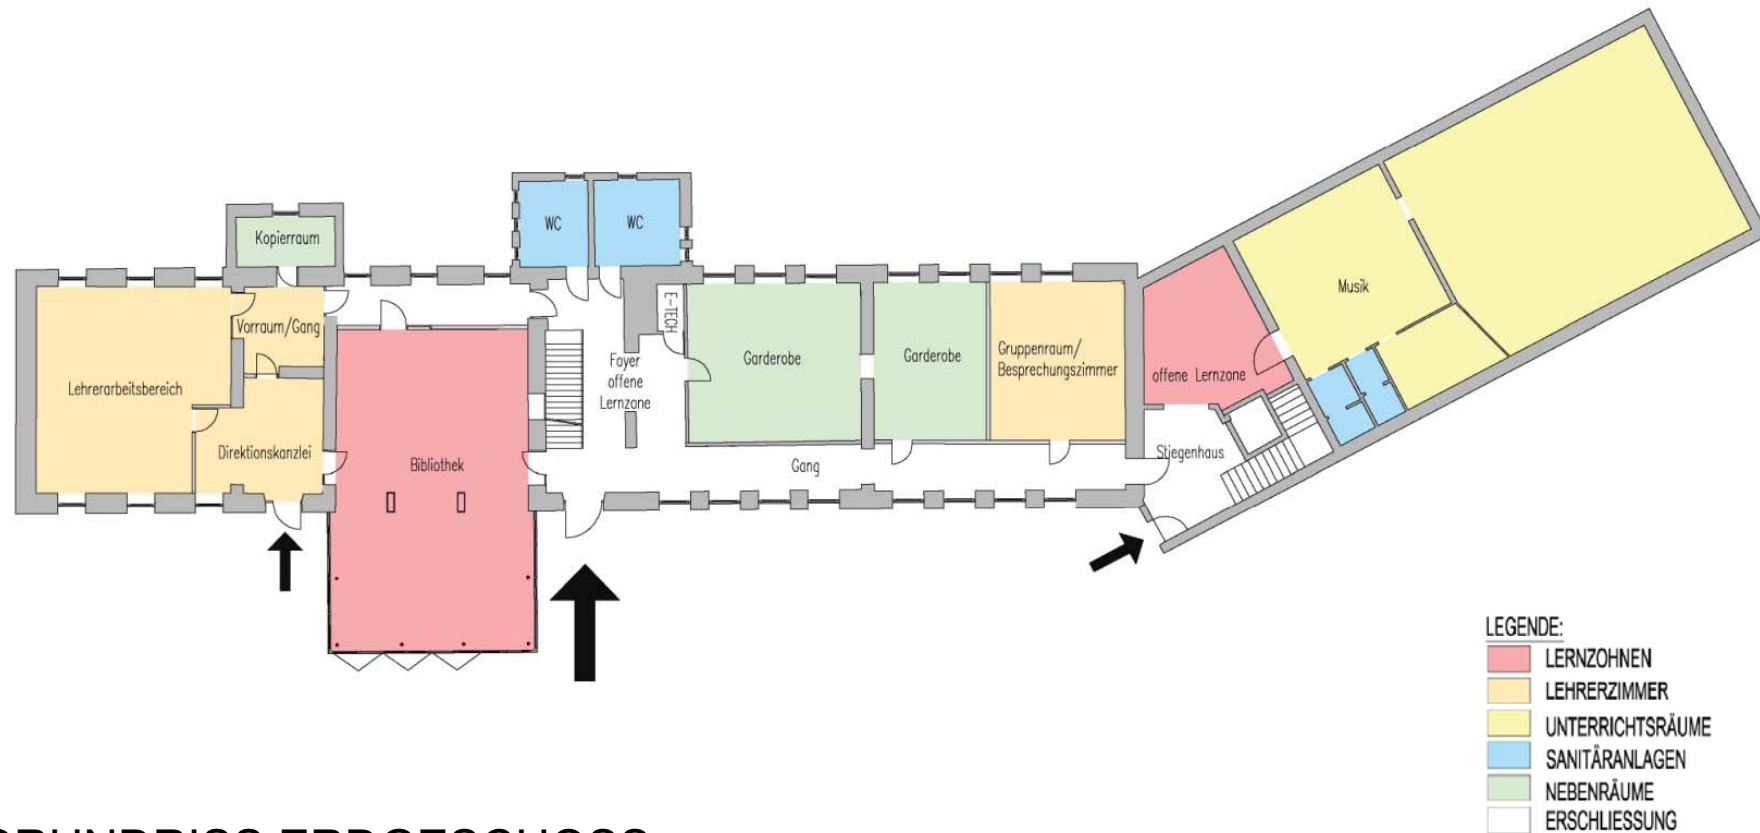 WC
WC
Kopierraum
E-TECH
Musik
Vorraum/Gang
Garderobe
Garderobe
Gruppenraum/
Besprechungszimmer
Foyer
offene
Lernzone
offene Lernzone
Lehrerarbeitsbereich
Direktionskanzlei
Bibliothek
Gang
Stiegenhaus
LEGENDE:
LERNZOHNEN
LEHRERZIMMER
UNTERRICHTSRÄUME
SANITÄRANLAGEN
NEBENRÄUME
ERSCHLIESSUNG